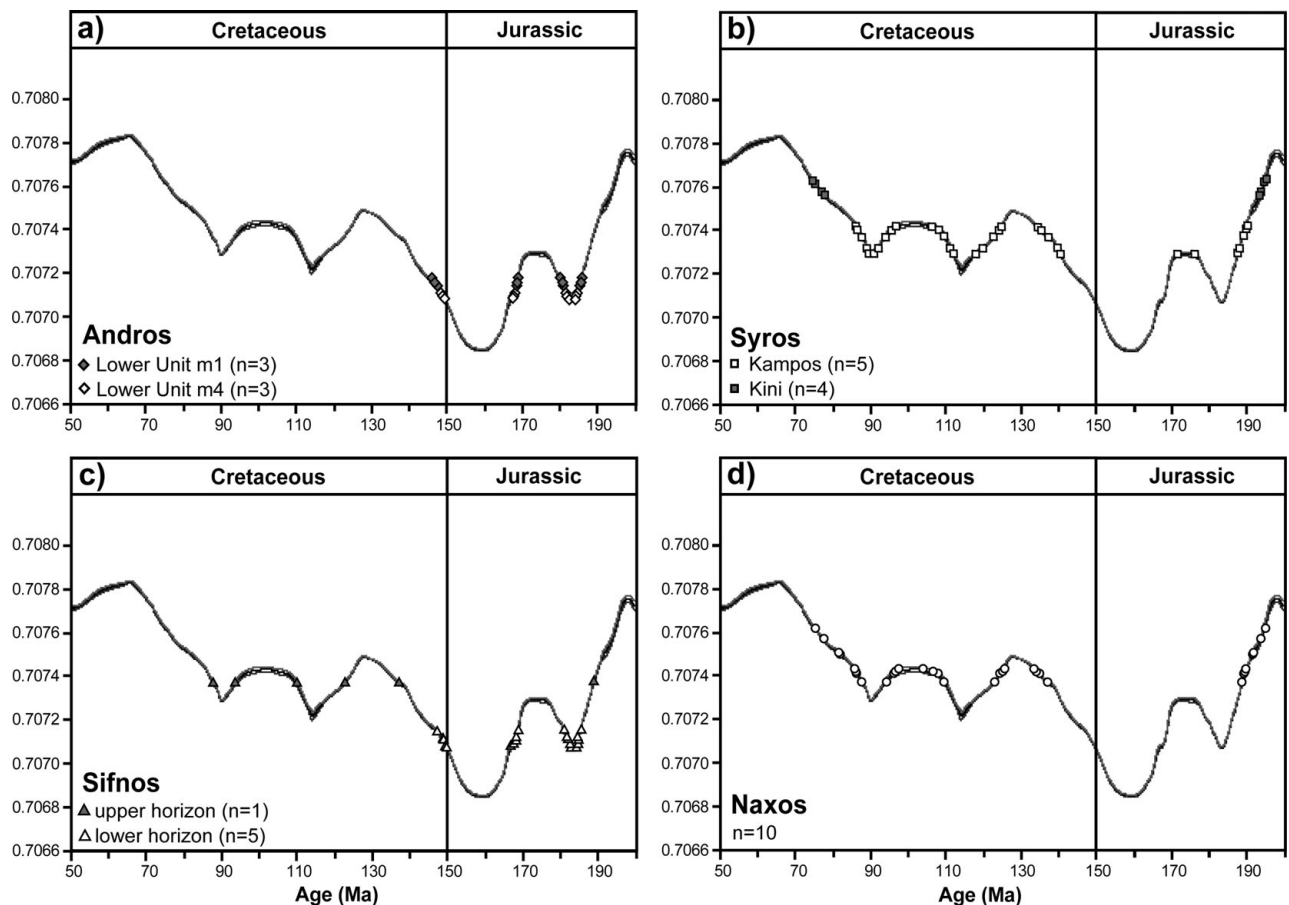 a)
Cretaceous Jurassic
0.7080
0.7078
0.7076
0.7074
0.7072
0.7070
0.7068
0.7066
Andros
Lower Unit m1 (n=3)
Lower Unit m4 (n=3)
50 70 90 110 130 150 170 190
b)
Cretaceous Jurassic
0.7080
0.7078
0.7076
0.7074
0.7072
0.7070
0.7068
0.7066
Syros
Kampos (n=5)
Kini (n=4)
50 70 90 110 130 150 170 190
c)
Cretaceous Jurassic
0.7080
0.7078
0.7076
0.7074
0.7072
0.7070
0.7068
0.7066
Sifnos
upper horizon (n=1)
lower horizon (n=5)
50 70 90 110 130 150 170 190
Age (Ma)
d)
Cretaceous Jurassic
0.7080
0.7078
0.7076
0.7074
0.7072
0.7070
0.7068
0.7066
Naxos
n=10
50 70 90 110 130 150 170 190
Age (Ma)